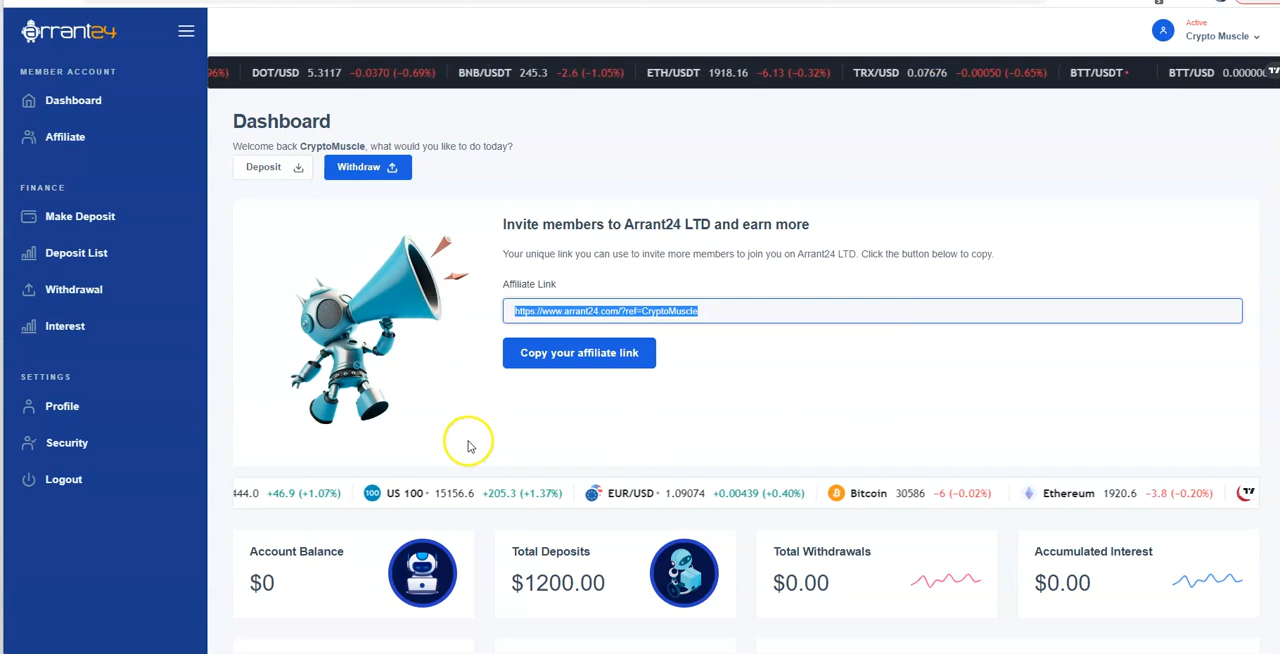 arrant24
MEMBER ACCOUNT
Dashboard
Affiliate
FINANCE
Make Deposit
Deposit List
Withdrawal
Interest
SETTINGS
Profile
Security
Logout
Active
Crypto Muscle
96%) DOT/USD 5.3117 -0.0370 (-0.69%) BNB/USDT 245.3 -2.6 (-1.05%) ETH/USDT 1918.16 -6.13 (-0.32%) TRX/USD 0.07676 -0.00050 (-0.65%) BTT/USDT BTT/USD 0.00000
Dashboard
Welcome back CryptoMuscle, what would you like to do today?
Deposit Withdraw
Invite members to Arrant24 LTD and earn more
Your unique link you can use to invite more members to join you on Arrant24 LTD. Click the button below to copy.
Affiliate Link
https://www.arrant24.com/?ref=CryptoMuscle
Copy your affiliate link
444.0 +46.9 (+1.07%) 100 US 100 15156.6 +205.3 (+1.37%) EUR/USD 1.09074 +0.00439 (+0.40%) Bitcoin 30586 -6 (-0.02%) Ethereum 1920.6 -3.8 (-0.20%)
Account Balance
$0
Total Deposits
$1200.00
Total Withdrawals
$0.00
Accumulated Interest
$0.00